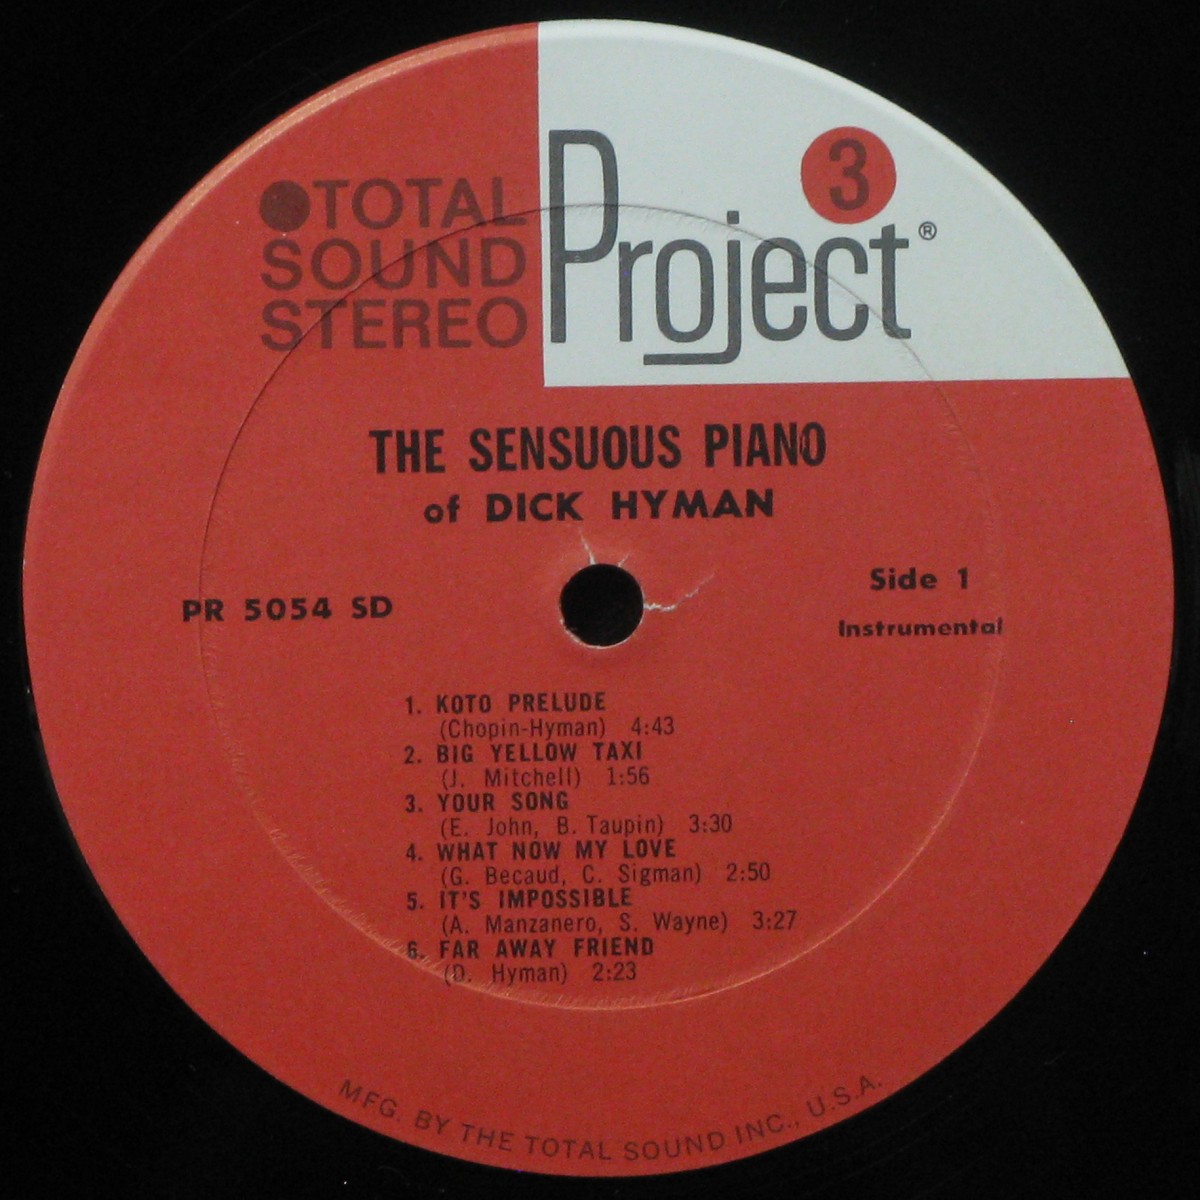 ●TOTAL
SOUND
STEREO
Project 3®
THE SENSUOUS PIANO
of DICK HYMAN
PR 5054 SD
Side 1
Instrumental
1. KOTO PRELUDE
(Chopin-Hyman) 4:43
2. BIG YELLOW TAXI
(J. Mitchell) 1:56
3. YOUR SONG
(E. John, B. Taupin) 3:30
4. WHAT NOW MY LOVE
(G. Becaud, C. Sigman) 2:50
5. IT'S IMPOSSIBLE
(A. Manzanero, S. Wayne) 3:27
6. FAR AWAY FRIEND
(D. Hyman) 2:23
MFG. BY THE TOTAL SOUND INC., U.S.A.